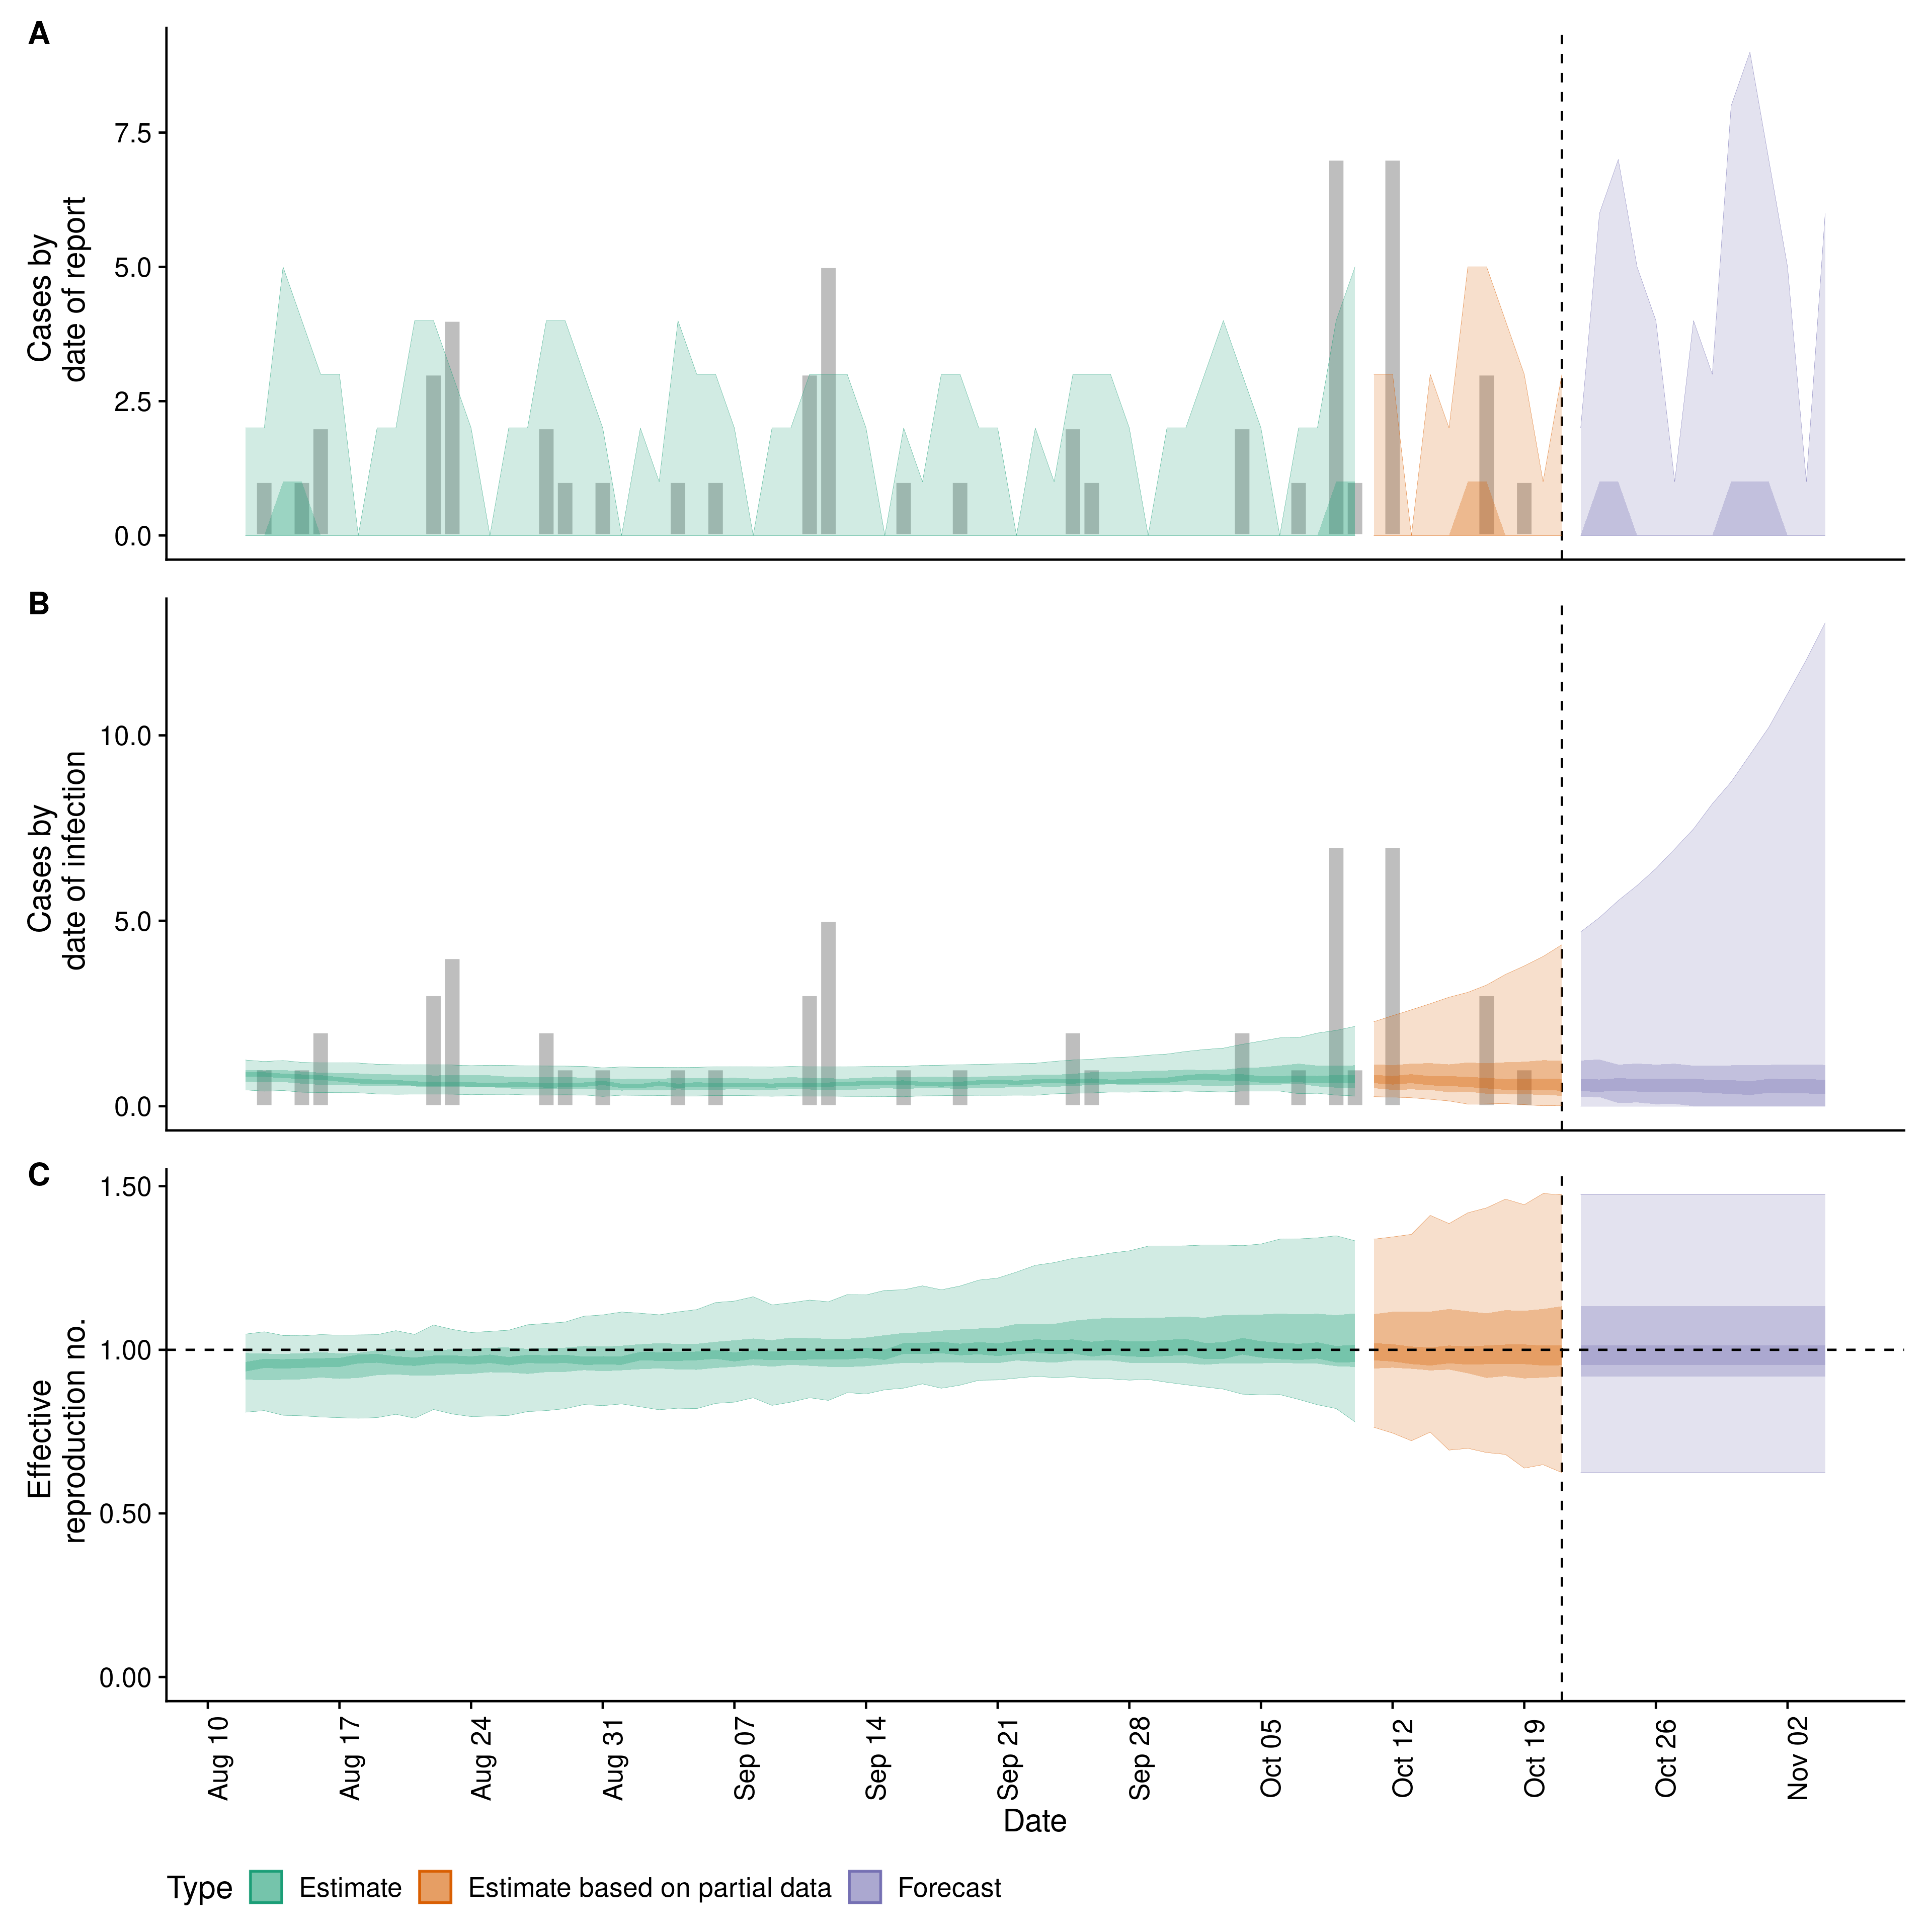 A
Cases by
date of report
7.5
5.0
2.5
0.0
B
Cases by
date of infection
10.0
5.0
0.0
C
Effective
reproduction no.
1.50
1.00
0.50
0.00
Aug 10
Aug 17
Aug 24
Aug 31
Sep 07
Sep 14
Sep 21
Sep 28
Oct 05
Oct 12
Oct 19
Oct 26
Nov 02
Date
Type Estimate Estimate based on partial data Forecast